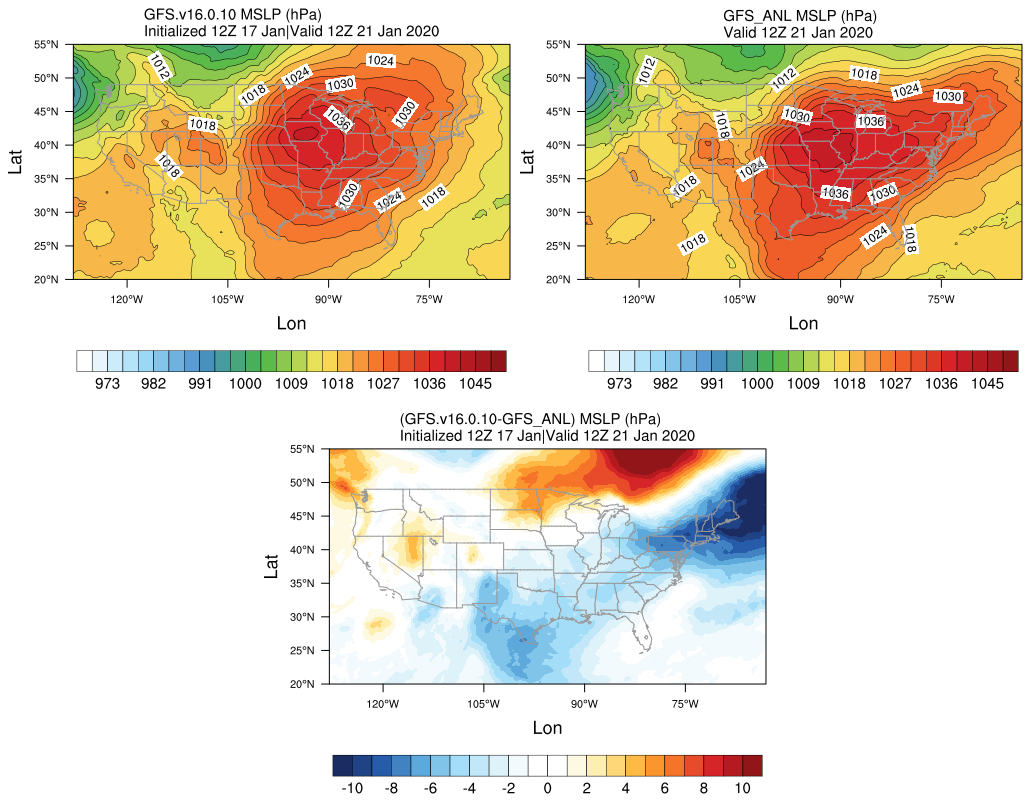 GFS.v16.0.10 MSLP (hPa)
Initialized 12Z 17 Jan|Valid 12Z 21 Jan 2020
55°N
50°N
45°N
40°N
35°N
30°N
25°N
20°N
Lat
1012
1018
1024
1024
1030
1030
1036
1018
1018
1030
1024
1018
120°W
105°W
90°W
75°W
Lon
973
982
991
1000
1009
1018
1027
1036
1045
GFS_ANL MSLP (hPa)
Valid 12Z 21 Jan 2020
55°N
50°N
45°N
40°N
35°N
30°N
25°N
20°N
Lat
1012
1012
1018
1024
1030
1030
1036
1018
1024
1018
1036
1030
1018
1024
1018
120°W
105°W
90°W
75°W
Lon
973
982
991
1000
1009
1018
1027
1036
1045
(GFS.v16.0.10-GFS_ANL) MSLP (hPa)
Initialized 12Z 17 Jan|Valid 12Z 21 Jan 2020
55°N
50°N
45°N
40°N
35°N
30°N
25°N
20°N
Lat
120°W
105°W
90°W
75°W
Lon
-10
-8
-6
-4
-2
0
2
4
6
8
10